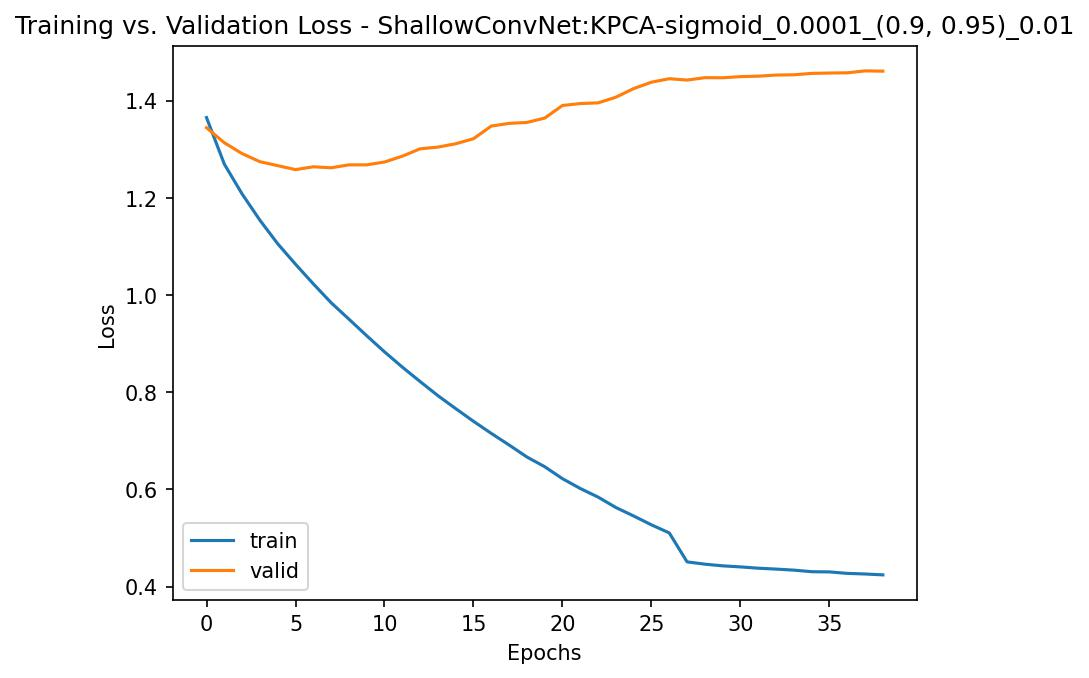 Training vs. Validation Loss - ShallowConvNet:KPCA-sigmoid_0.0001_(0.9, 0.95)_0.01
1.4
1.2
1.0
0.8
0.6
0.4
Loss
train
valid
0 5 10 15 20 25 30 35
Epochs